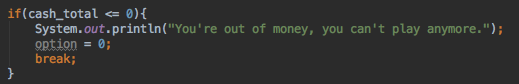 if(cash_total <= 0){
    System.out.println("You're out of money, you can't play anymore.");
    option = 0;
    break;
}